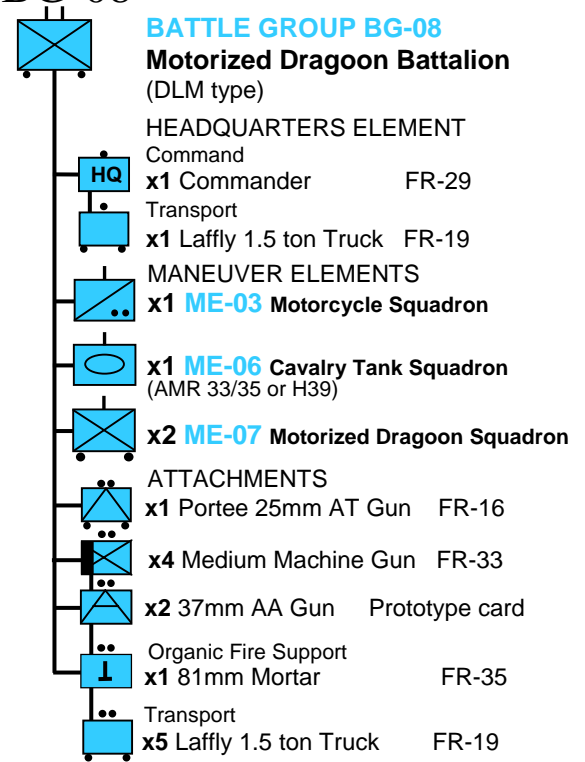 BG-08
BATTLE GROUP BG-08
Motorized Dragoon Battalion
(DLM type)
HEADQUARTERS ELEMENT
Command
HQ
x1 Commander FR-29
Transport
x1 Laffly 1.5 ton Truck FR-19
MANEUVER ELEMENTS
x1 ME-03 Motorcycle Squadron
x1 ME-06 Cavalry Tank Squadron
(AMR 33/35 or H39)
x2 ME-07 Motorized Dragoon Squadron
ATTACHMENTS
x1 Portee 25mm AT Gun FR-16
x4 Medium Machine Gun FR-33
x2 37mm AA Gun Prototype card
Organic Fire Support
x1 81mm Mortar FR-35
Transport
x5 Laffly 1.5 ton Truck FR-19